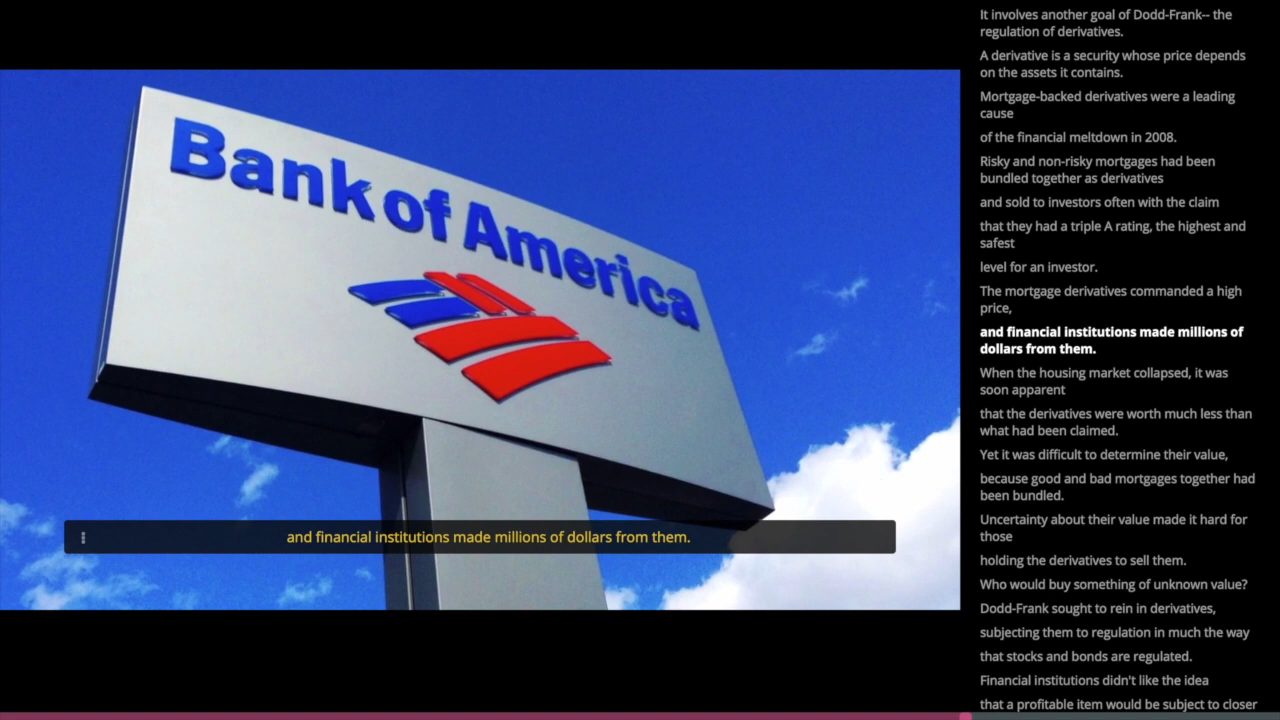 Bank of America
and financial institutions made millions of dollars from them.
It involves another goal of Dodd-Frank-- the
regulation of derivatives.
A derivative is a security whose price depends
on the assets it contains.
Mortgage-backed derivatives were a leading
cause
of the financial meltdown in 2008.
Risky and non-risky mortgages had been
bundled together as derivatives
and sold to investors often with the claim
that they had a triple A rating, the highest and
safest
level for an investor.
The mortgage derivatives commanded a high
price,
and financial institutions made millions of
dollars from them.
When the housing market collapsed, it was
soon apparent
that the derivatives were worth much less than
what had been claimed.
Yet it was difficult to determine their value,
because good and bad mortgages together had
been bundled.
Uncertainty about their value made it hard for
those
holding the derivatives to sell them.
Who would buy something of unknown value?
Dodd-Frank sought to rein in derivatives,
subjecting them to regulation in much the way
that stocks and bonds are regulated.
Financial institutions didn't like the idea
that a profitable item would be subject to closer